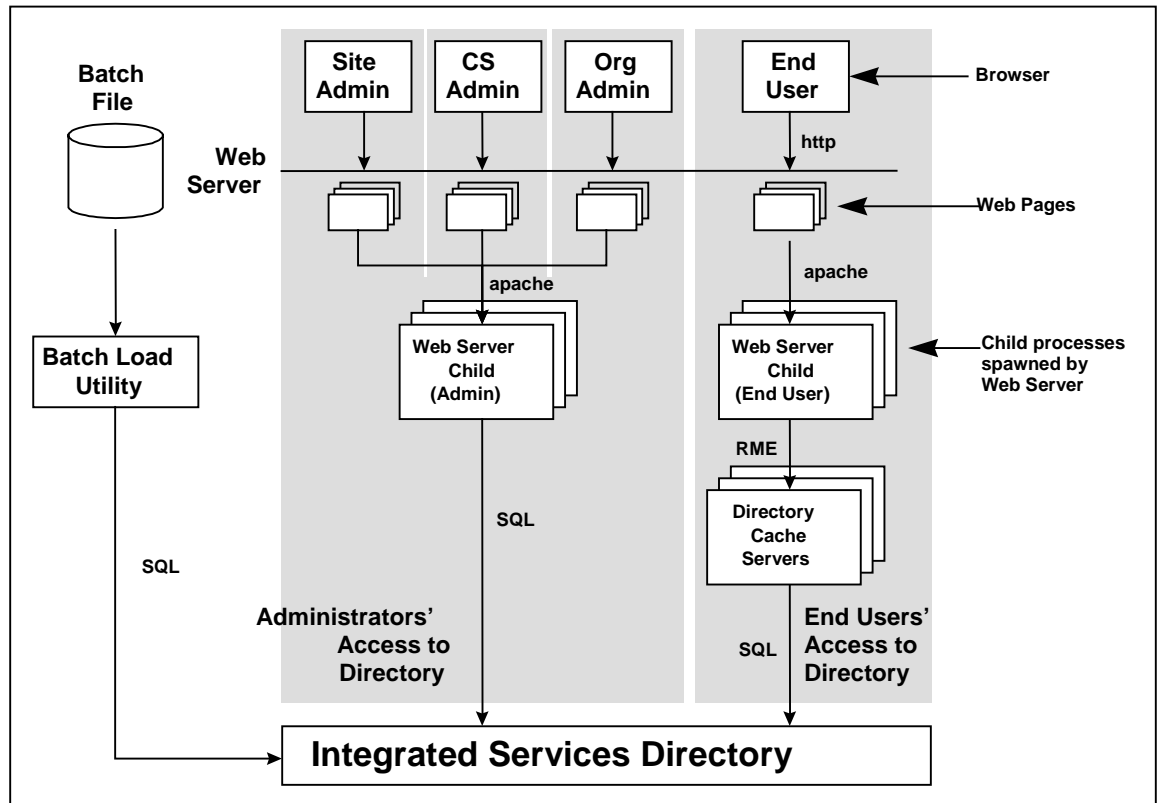 Batch
File
Site
Admin
CS
Admin
Org
Admin
End
User
Browser
http
Web
Server
Web Pages
apache
apache
Batch Load
Utility
Web Server
Child
(Admin)
Web Server
Child
(End User)
Child processes
spawned by
Web Server
RME
Directory
Cache
Servers
SQL
SQL
SQL
Administrators’
Access to
Directory
End Users’
Access to
Directory
Integrated Services Directory